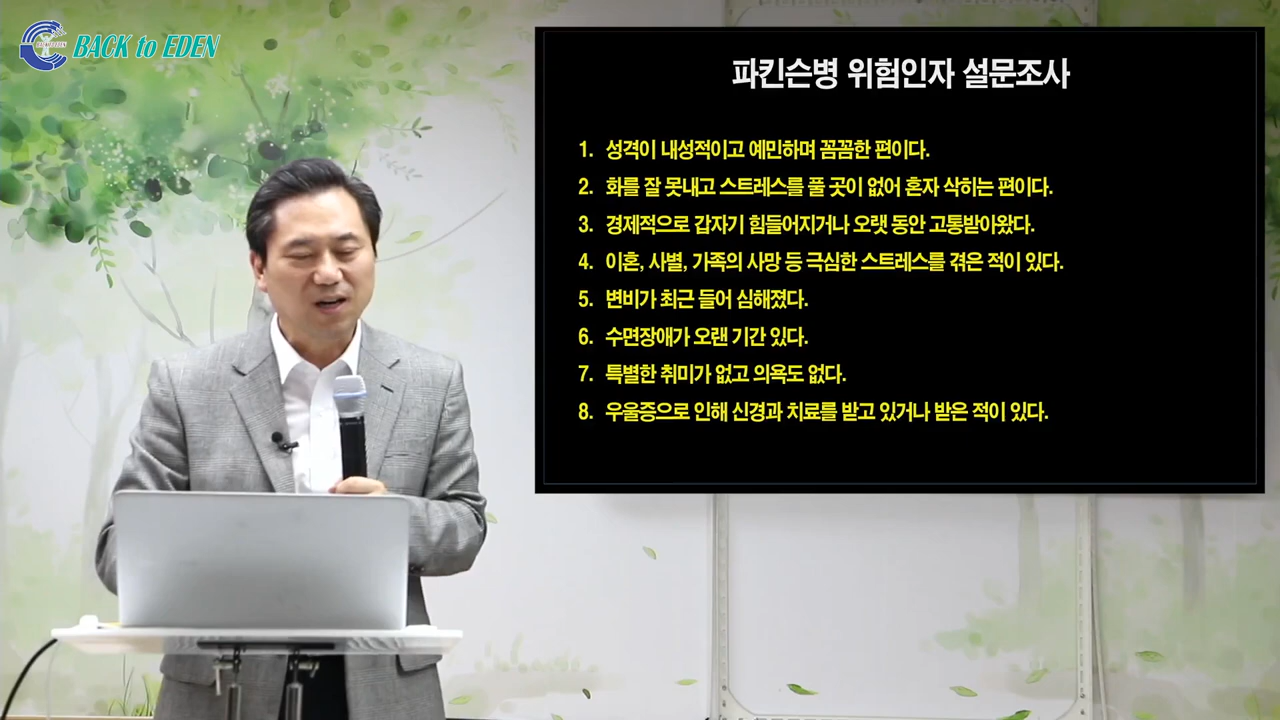 BACK to EDEN
파킨슨병 위험인자 설문조사
1. 성격이 내성적이고 예민하며 꼼꼼한 편이다.
2. 화를 잘 못내고 스트레스를 풀 곳이 없어 혼자 삭히는 편이다.
3. 경제적으로 갑자기 힘들어지거나 오랫 동안 고통받아왔다.
4. 이혼, 사별, 가족의 사망 등 극심한 스트레스를 겪은 적이 있다.
5. 변비가 최근 들어 심해졌다.
6. 수면장애가 오랜 기간 있다.
7. 특별한 취미가 없고 의욕도 없다.
8. 우울증으로 인해 신경과 치료를 받고 있거나 받은 적이 있다.